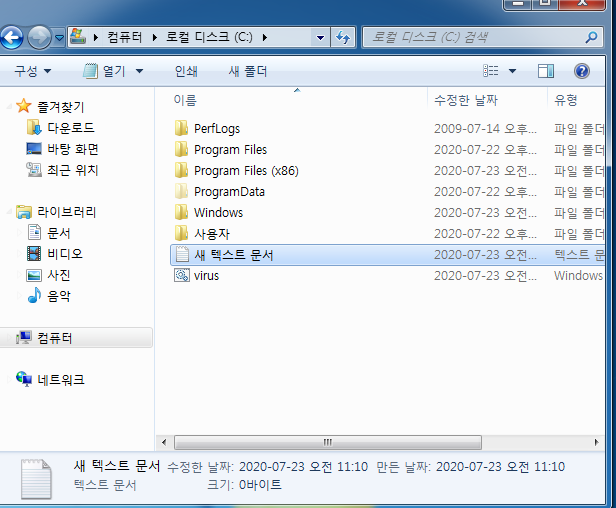 컴퓨터 로컬 디스크 (C:) 로컬 디스크 (C:) 검색
구성 열기 인쇄 새 폴더
이름 수정한 날짜 유형
즐겨찾기
다운로드
바탕 화면
최근 위치
라이브러리
문서
비디오
사진
음악
컴퓨터
네트워크
PerfLogs 2009-07-14 오후... 파일 폴더
Program Files 2020-07-22 오후... 파일 폴더
Program Files (x86) 2020-07-23 오전... 파일 폴더
ProgramData 2020-07-22 오후... 파일 폴더
Windows 2020-07-23 오전... 파일 폴더
사용자 2020-07-22 오후... 파일 폴더
새 텍스트 문서 2020-07-23 오전... 텍스트 문
virus 2020-07-23 오전... Windows
새 텍스트 문서 수정한 날짜: 2020-07-23 오전 11:10 만든 날짜: 2020-07-23 오전 11:10
텍스트 문서 크기: 0바이트